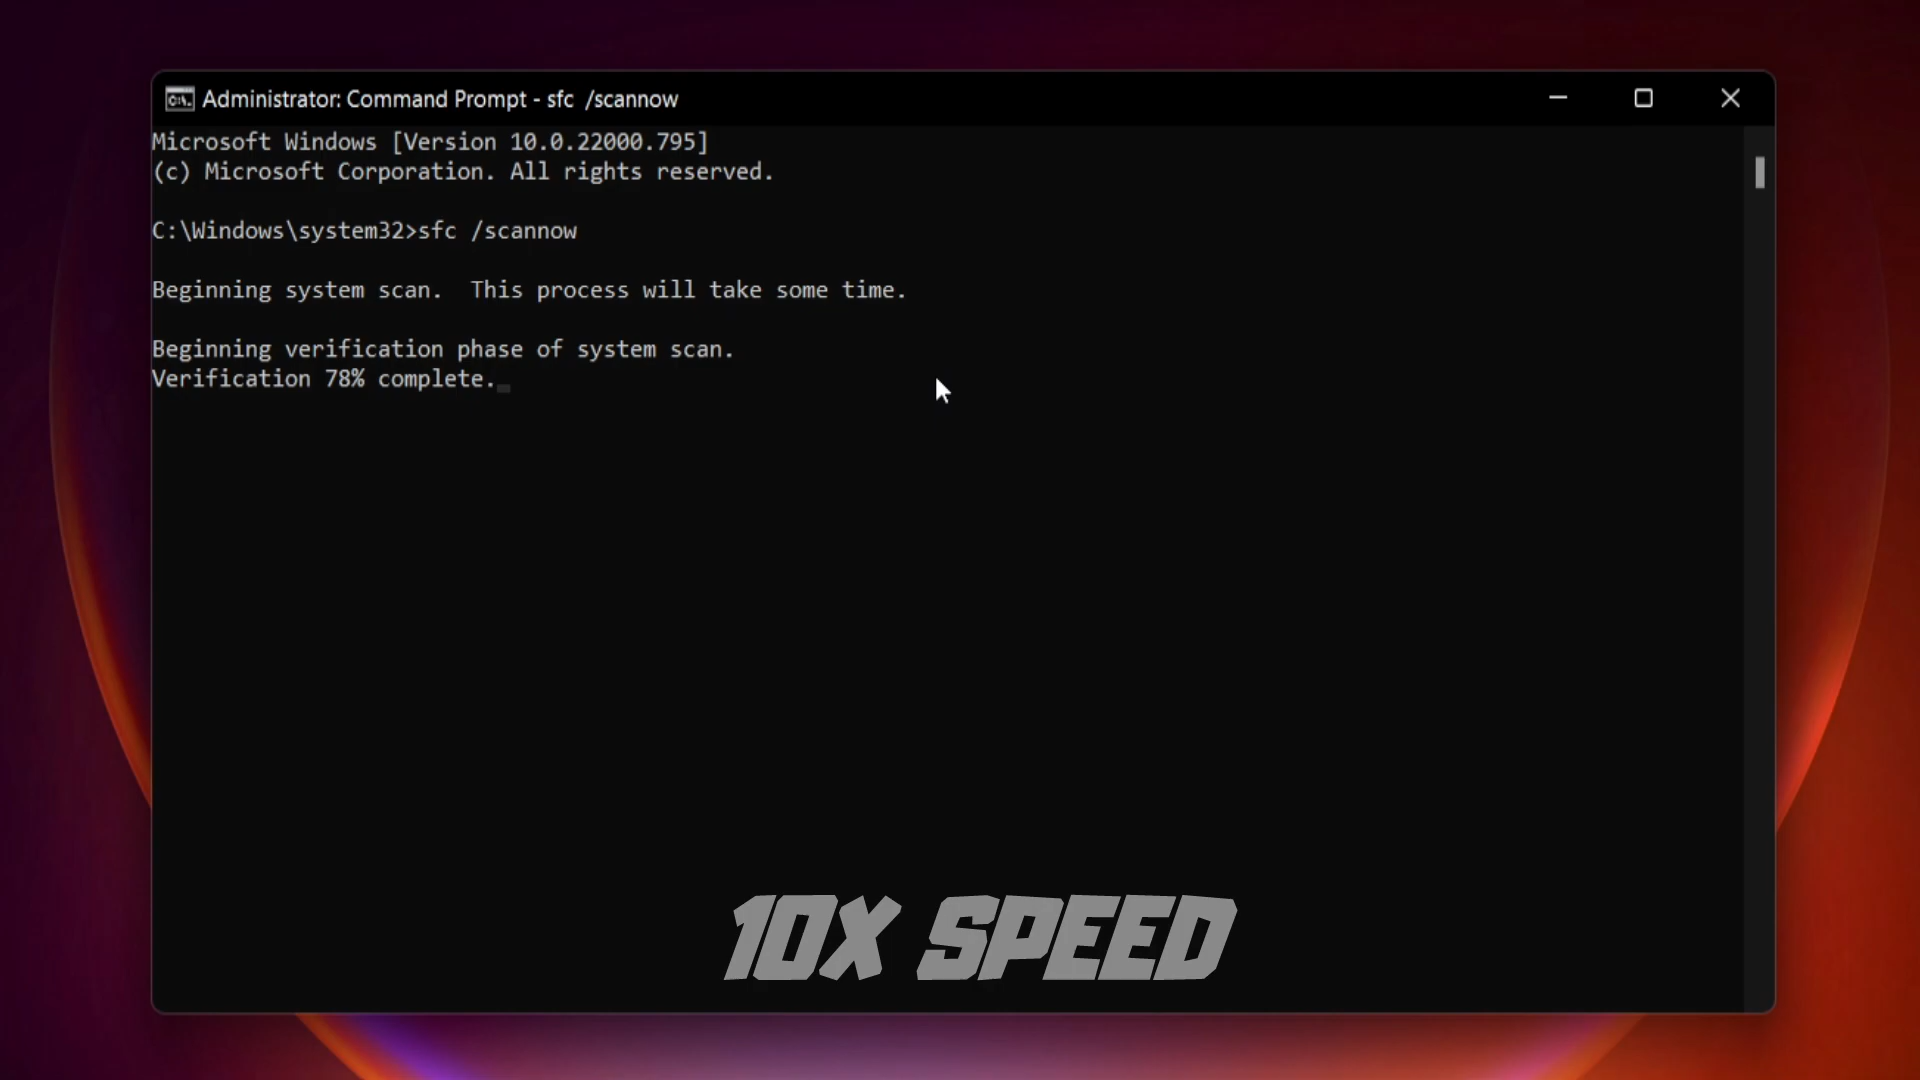 Administrator: Command Prompt - sfc  /scannow
Microsoft Windows [Version 10.0.22000.795]
(c) Microsoft Corporation. All rights reserved.
C:\Windows\system32>sfc /scannow
Beginning system scan.  This process will take some time.
Beginning verification phase of system scan.
Verification 78% complete.
10X SPEED